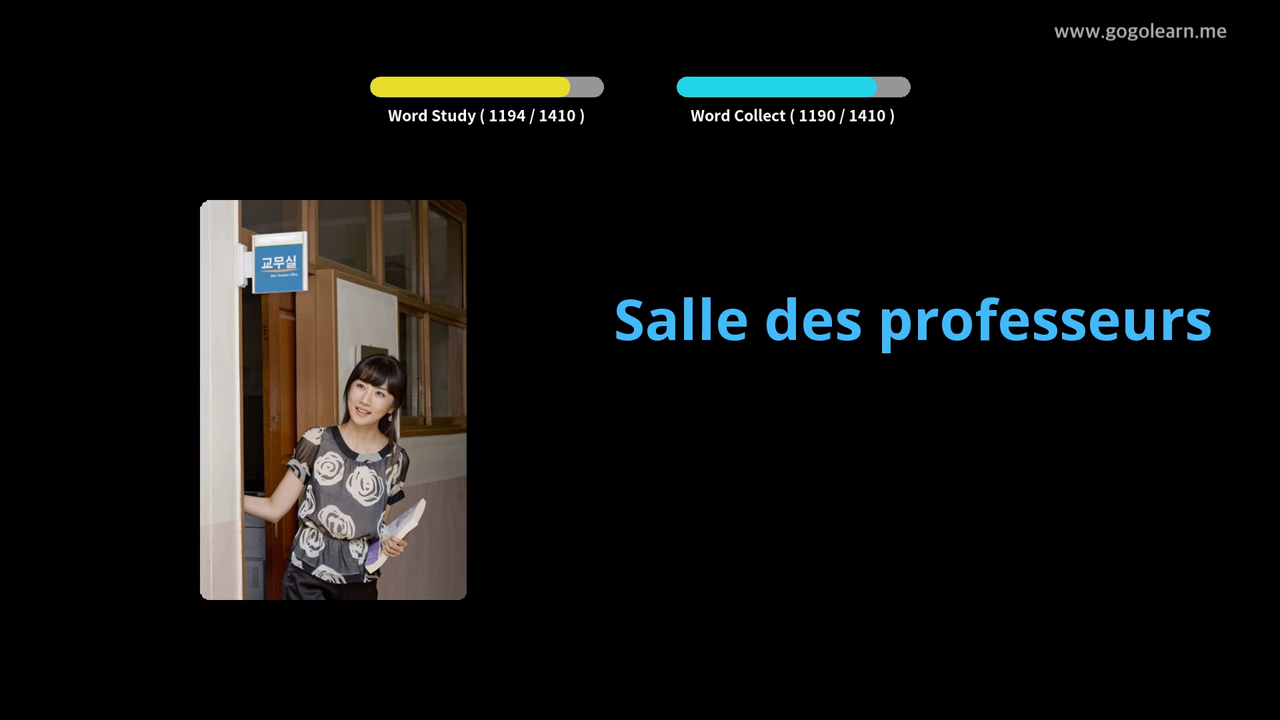 www.gogolearn.me
Word Study ( 1194 / 1410 )
Word Collect ( 1190 / 1410 )
교무실
Salle des professeurs